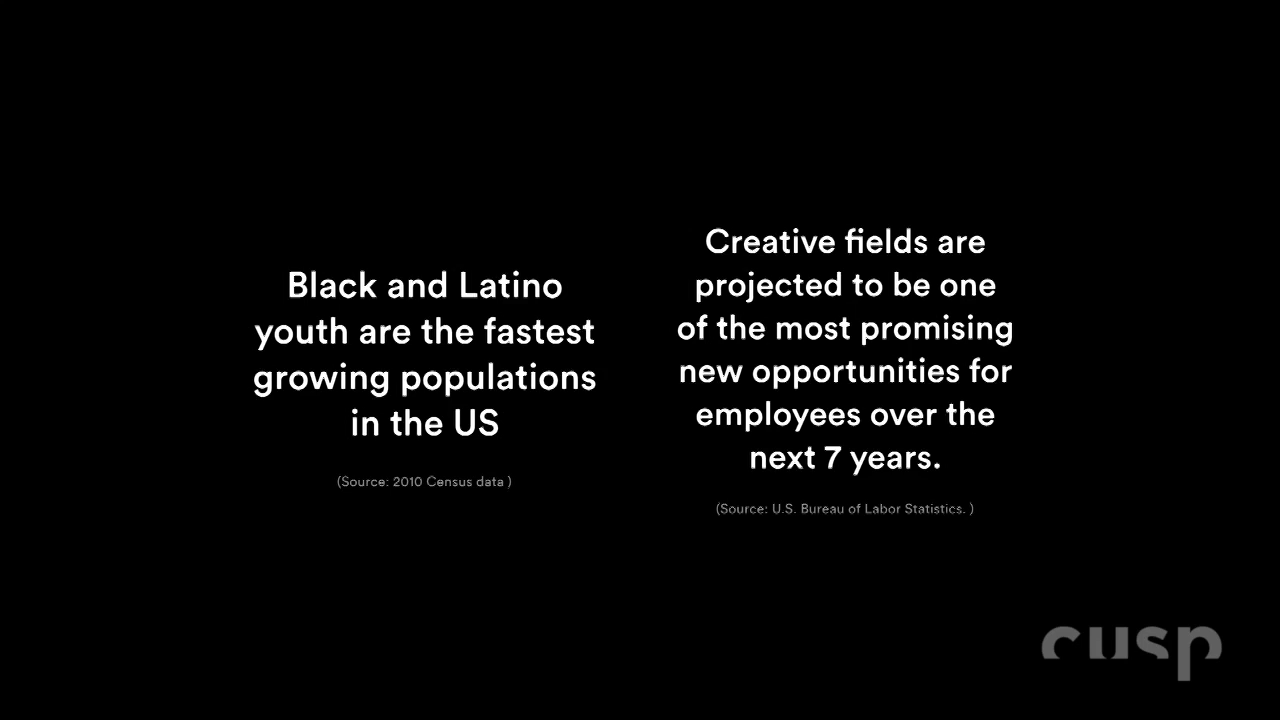 Black and Latino
youth are the fastest
growing populations
in the US
(Source: 2010 Census data )
Creative fields are
projected to be one
of the most promising
new opportunities for
employees over the
next 7 years.
(Source: U.S. Bureau of Labor Statistics. )
cusp